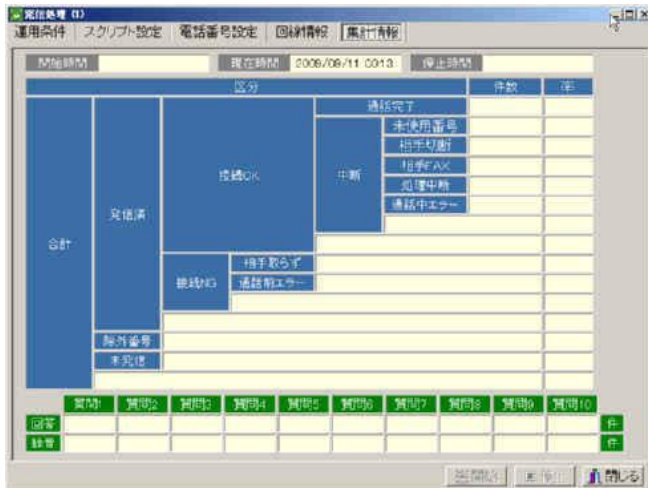 発信処理 (1)
運用条件 スクリプト設定 電話番号設定 回線情報 集計情報
開始時間 現在時間 2009/09/11 0013 停止時間
区分 件数 率
通話完了
未使用番号
相手切断
接続OK 中断 相手FAX
処理中断
発信済 通話中エラー
合計
相手取らず
接続NG 通話前エラー
除外番号
未発信
質問1 質問2 質問3 質問4 質問5 質問6 質問7 質問8 質問9 質問10
回答 件
録音 件
閉じる